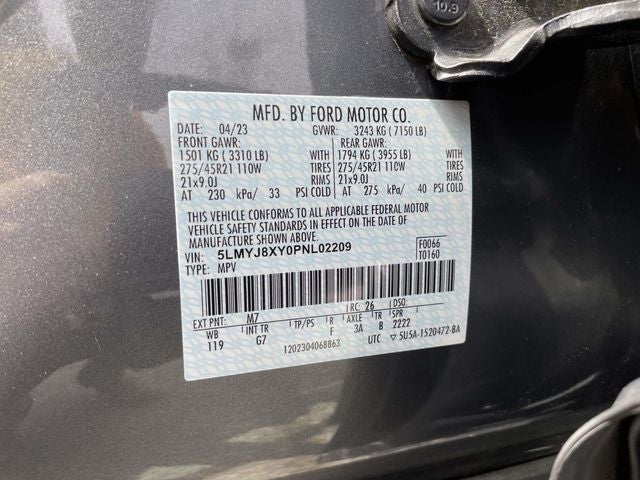 10.9
MFD. BY FORD MOTOR CO.
DATE: 04/23 GVWR: 3243 KG ( 7150 LB)
FRONT GAWR: REAR GAWR:
1501 KG ( 3310 LB) WITH 1794 KG ( 3955 LB) WITH
275/45R21 110W TIRES 275/45R21 110W TIRES
21x9.0J RIMS 21x9.0J RIMS
AT 230 kPa/ 33 PSI COLD AT 275 kPa/ 40 PSI COLD
THIS VEHICLE CONFORMS TO ALL APPLICABLE FEDERAL MOTOR
VEHICLE SAFETY STANDARDS IN EFFECT ON THE DATE OF
MANUFACTURE SHOWN ABOVE.
VIN: 5LMYJ8XY0PNL02209 F0066
TYPE: MPV T0160
EXT PNT: M7 RC: 26 DSO:
WB INT TR TP/PS R AXLE TR SPR
119 G7 F 3A B 2222
1202304068863 UTC ▽ 5U5A-1520472-BA